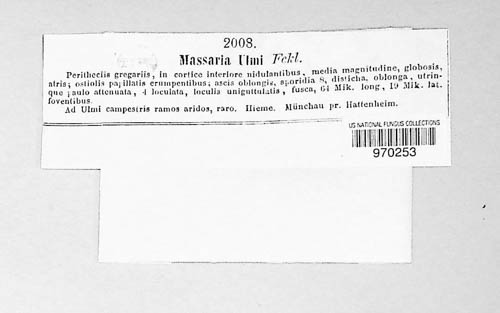 2008.
Massaria Ulmi Fckl.
Peritheciis gregariis, in cortice interiore nidulantibus, media magnitudine, globosis,
atris; ostiolis papillatis erumpentibus; ascis oblongis, sporidia 8, disticha, oblonga, utrin-
que paulo attenuata, 4 loculata, loculis uniguttulatis, fusca, 64 Mik. long, 19 Mik. lat.
foventibus.
Ad Ulmi campestris ramos aridos, raro. Hieme. Münchau pr. Hattenheim.
US NATIONAL FUNGUS COLLECTIONS
970253